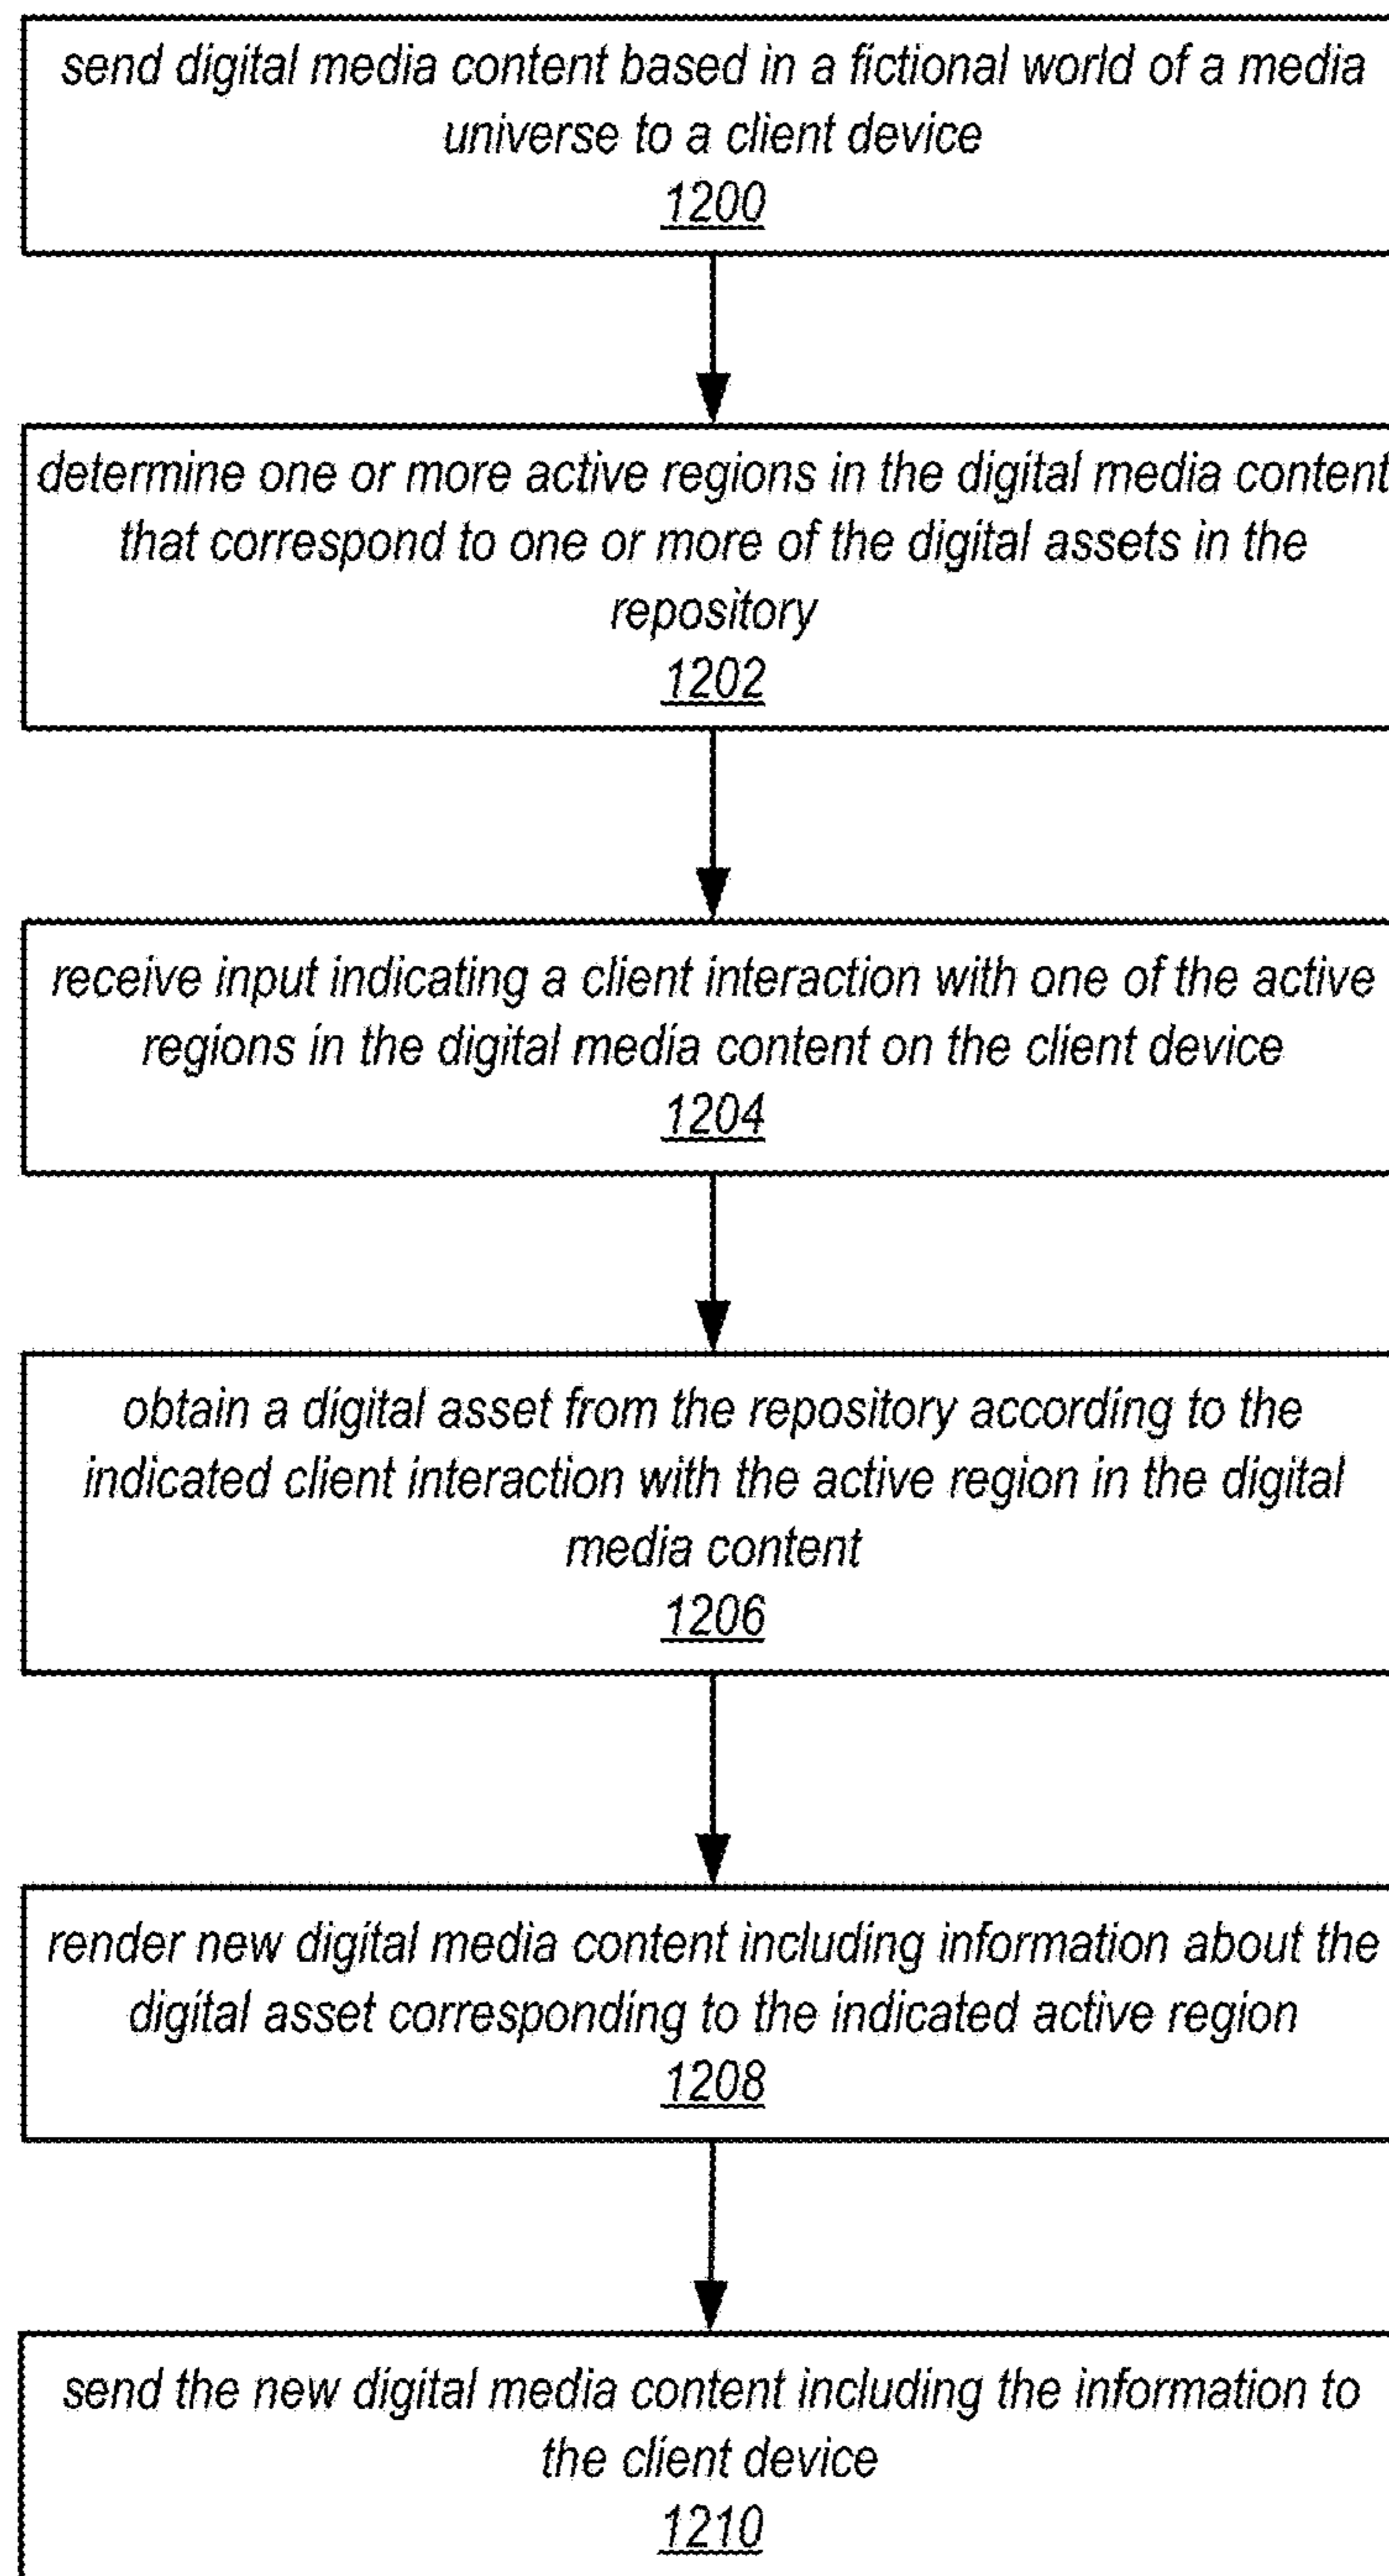 send digital media content based in a fictional world of a media
universe to a client device
1200
determine one or more active regions in the digital media content
that correspond to one or more of the digital assets in the
repository
1202
receive input indicating a client interaction with one of the active
regions in the digital media content on the client device
1204
obtain a digital asset from the repository according to the
indicated client interaction with the active region in the digital
media content
1206
render new digital media content including information about the
digital asset corresponding to the indicated active region
1208
send the new digital media content including the information to
the client device
1210